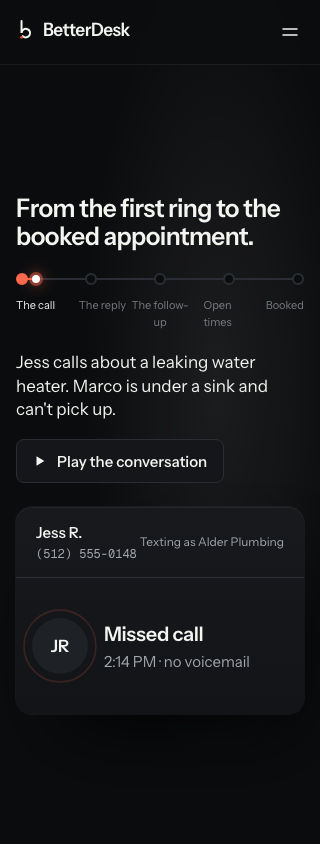 BetterDesk
From the first ring to the
booked appointment.
The call
The reply
The follow-
up
Open
times
Booked
Jess calls about a leaking water
heater. Marco is under a sink and
can't pick up.
Play the conversation
Jess R.
(512) 555-0148
Texting as Alder Plumbing
JR
Missed call
2:14 PM · no voicemail